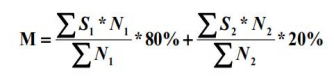 M = ∑ S₁ * N₁ / ∑ N₁ * 80% + ∑ S₂ * N₂ / ∑ N₂ * 20%